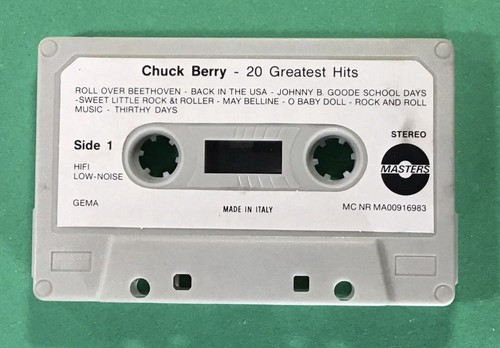 Chuck Berry - 20 Greatest Hits
ROLL OVER BEETHOVEN - BACK IN THE USA - JOHNNY B. GOODE SCHOOL DAYS
-SWEET LITTLE ROCK &t ROLLER - MAY BELLINE - O BABY DOLL - ROCK AND ROLL
MUSIC - THIRTHY DAYS
Side 1
STEREO
HIFI
LOW-NOISE
MASTERS
GEMA
MADE IN ITALY
MC NR MA00916983